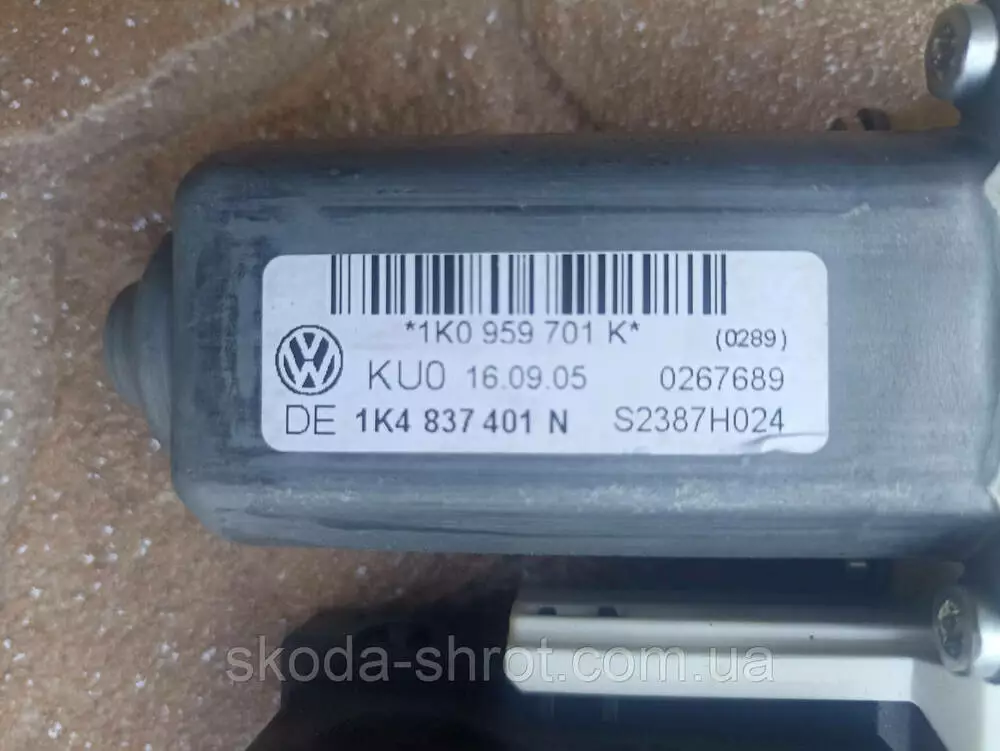 *1K0 959 701 K* (0289)
KU0 16.09.05 0267689
DE 1K4 837 401 N S2387H024
skoda-shrot.com.ua